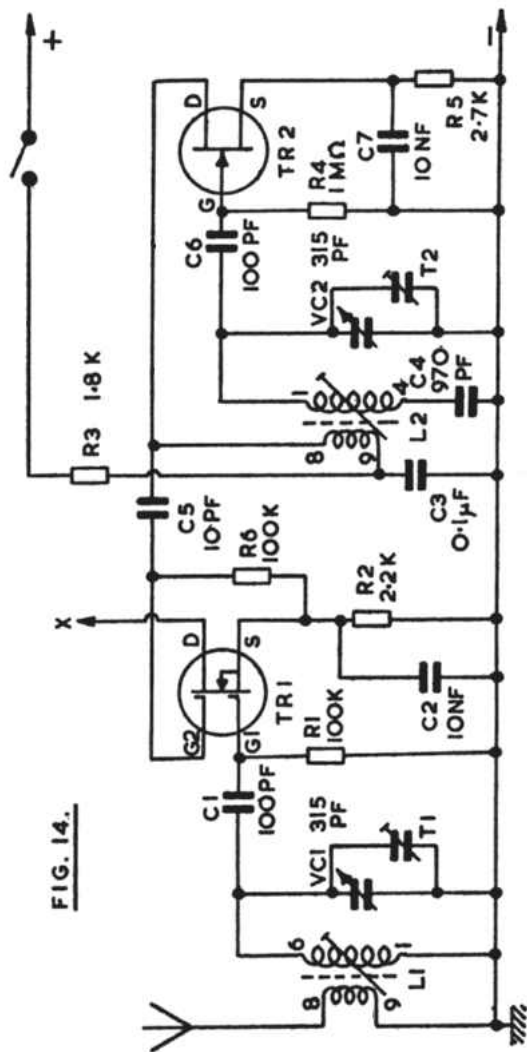 FIG. 14.
+
R3
1·8 K
X
C5
10 PF
R6
100K
G2
D
G1
S
TR1
C1
100PF
R1
100K
R2
2·2K
C2
10NF
VC1
315
PF
T1
6
1
8
9
L1
8
9
1
4
L2
C3
0·1µF
C4
970
PF
VC2
315
PF
T2
C6
100PF
G
D
S
TR2
R4
1MΩ
C7
10NF
R5
2·7K
–